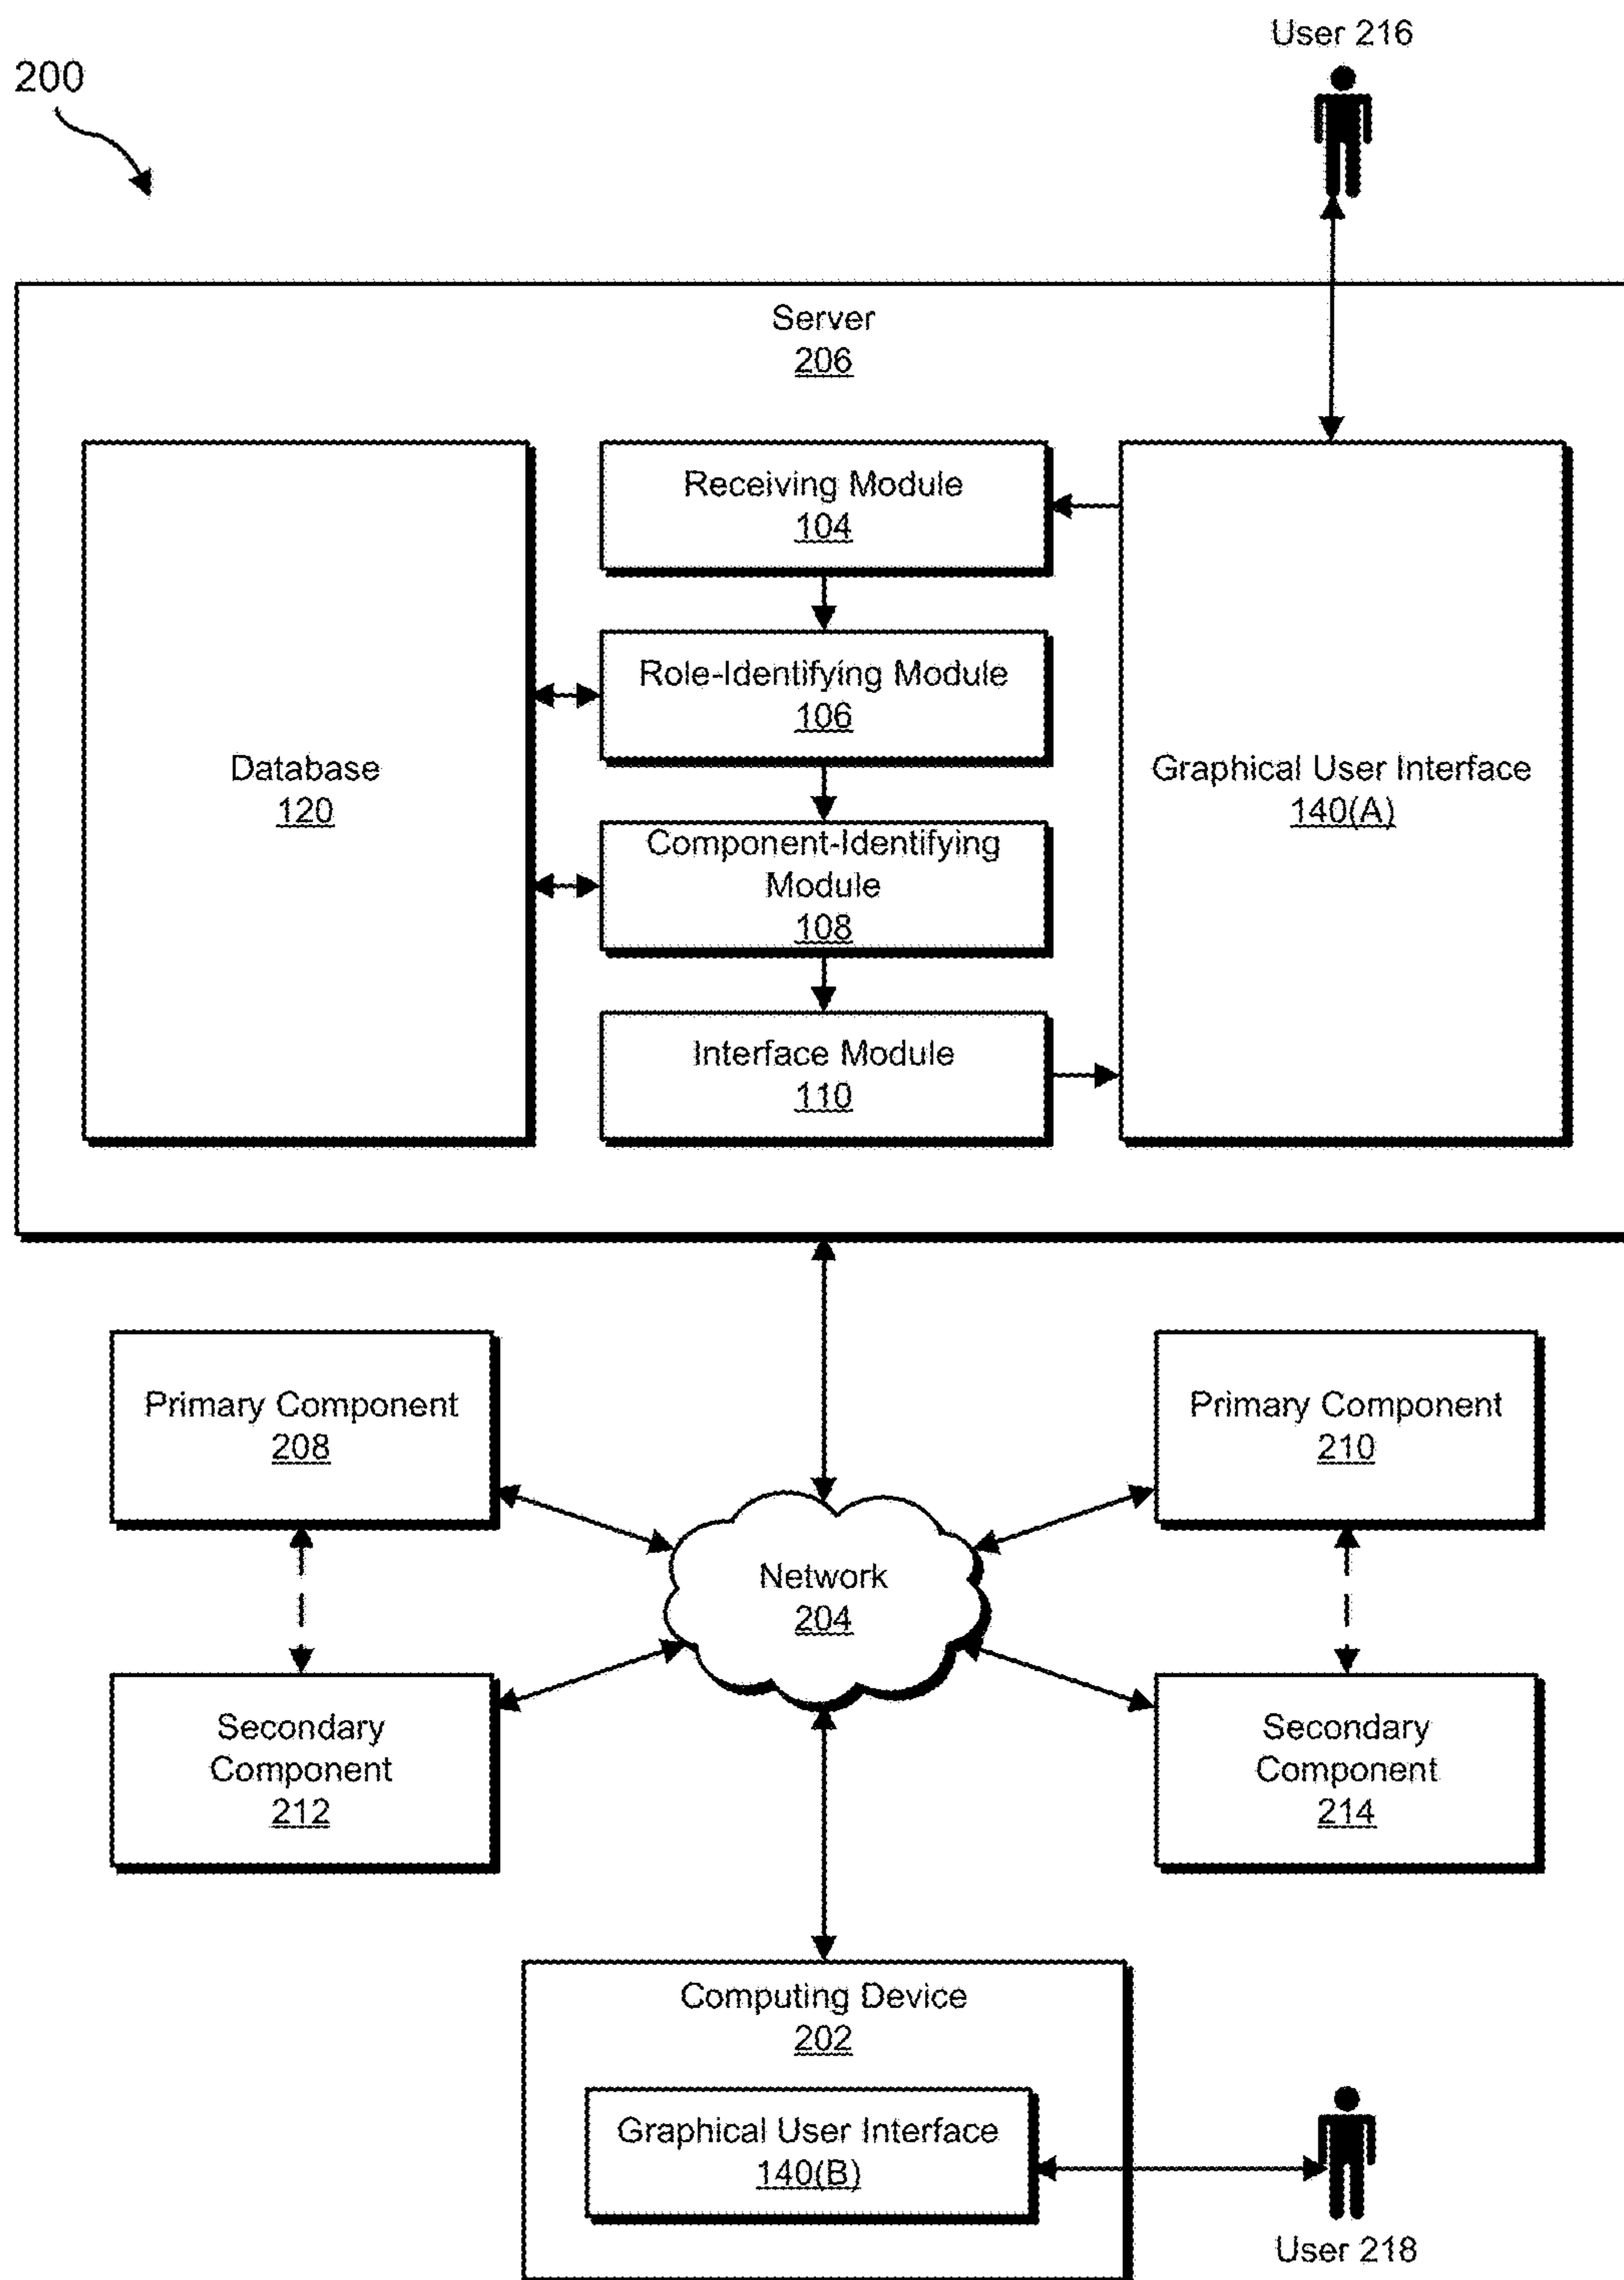 User 216
200
Server
206
Receiving Module
104
Role-Identifying Module
106
Database
120
Graphical User Interface
140(A)
Component-Identifying
Module
108
Interface Module
110
Primary Component
208
Primary Component
210
Network
204
Secondary
Component
212
Secondary
Component
214
Computing Device
202
Graphical User Interface
140(B)
User 218